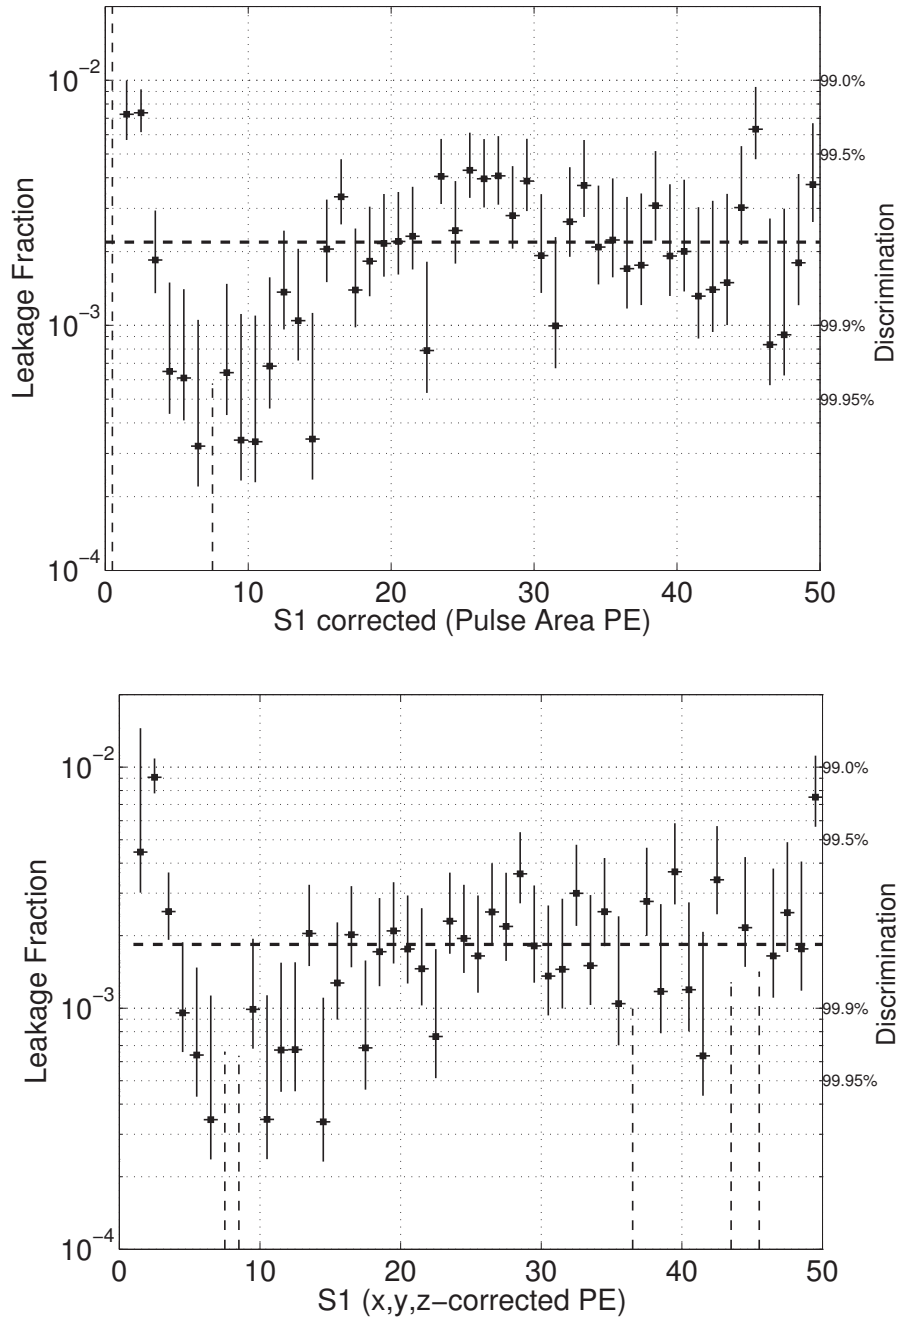 10−2
99.0%
99.5%
Leakage Fraction
Discrimination
10−3
99.9%
99.95%
10−4
0 10 20 30 40 50
S1 corrected (Pulse Area PE)
10−2
99.0%
99.5%
Leakage Fraction
Discrimination
10−3
99.9%
99.95%
10−4
0 10 20 30 40 50
S1 (x,y,z−corrected PE)